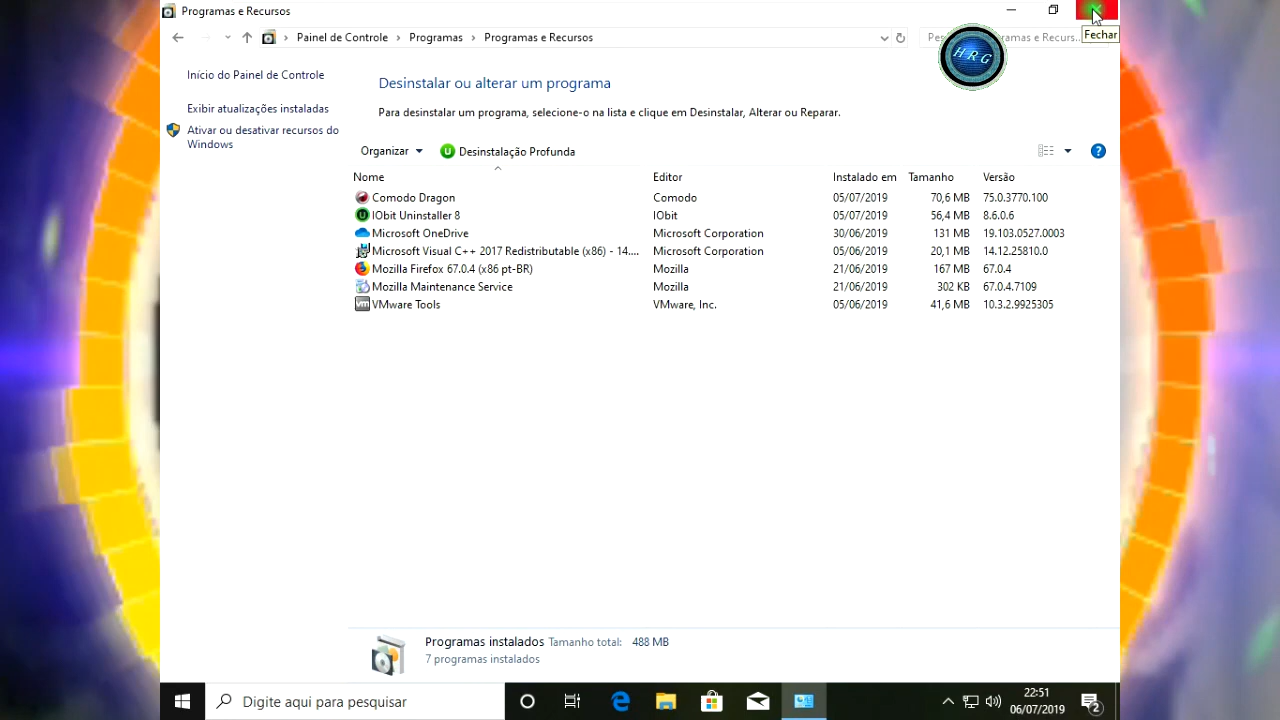 Programas e Recursos
Fechar
Painel de Controle > Programas > Programas e Recursos
HRG
Início do Painel de Controle
Exibir atualizações instaladas
Ativar ou desativar recursos do
Windows
Desinstalar ou alterar um programa
Para desinstalar um programa, selecione-o na lista e clique em Desinstalar, Alterar ou Reparar.
Organizar Desinstalação Profunda
Nome Editor Instalado em Tamanho Versão
Comodo Dragon Comodo 05/07/2019 70,6 MB 75.0.3770.100
IObit Uninstaller 8 IObit 05/07/2019 56,4 MB 8.6.0.6
Microsoft OneDrive Microsoft Corporation 30/06/2019 131 MB 19.103.0527.0003
Microsoft Visual C++ 2017 Redistributable (x86) - 14.... Microsoft Corporation 05/06/2019 20,1 MB 14.12.25810.0
Mozilla Firefox 67.0.4 (x86 pt-BR) Mozilla 21/06/2019 167 MB 67.0.4
Mozilla Maintenance Service Mozilla 21/06/2019 302 KB 67.0.4.7109
VMware Tools VMware, Inc. 05/06/2019 41,6 MB 10.3.2.9925305
Programas instalados Tamanho total: 488 MB
7 programas instalados
Digite aqui para pesquisar
22:51
06/07/2019
2